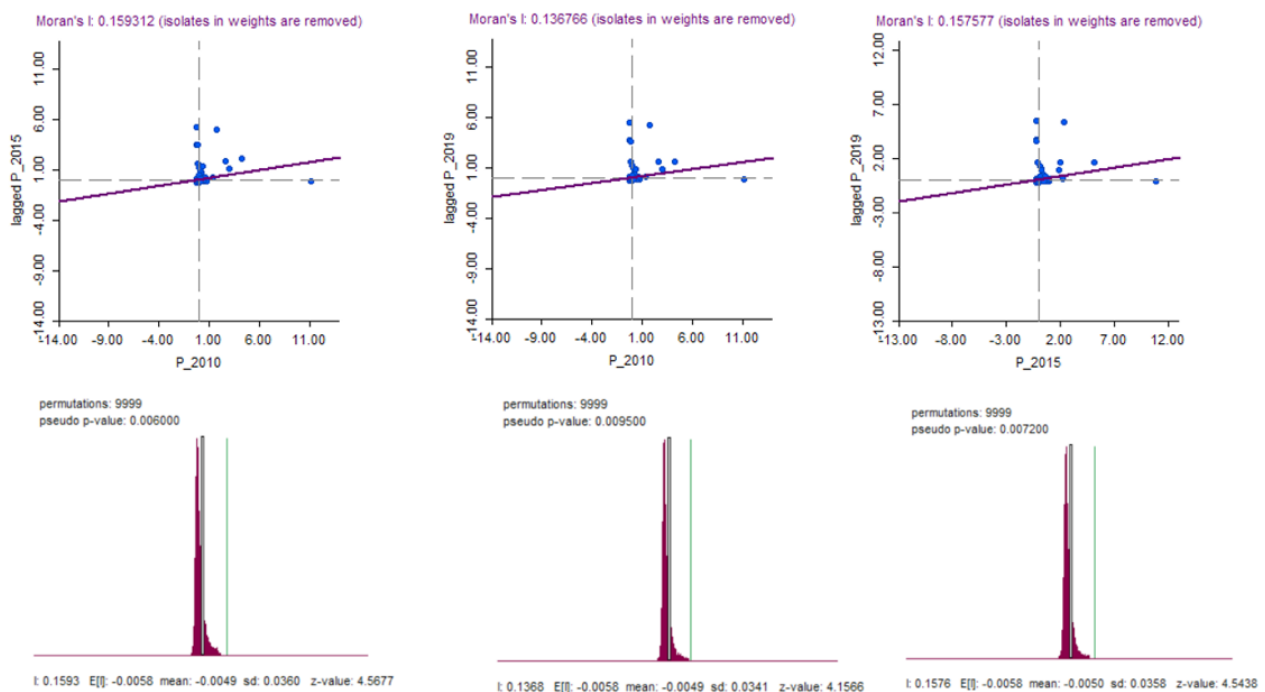 Moran's I: 0.159312 (isolates in weights are removed)
lagged P_2015
11.00
6.00
1.00
-4.00
-9.00
-14.00
-14.00 -9.00 -4.00 1.00 6.00 11.00
P_2010
Moran's I: 0.136766 (isolates in weights are removed)
lagged P_2019
11.00
6.00
1.00
-4.00
-9.00
-14.00
-14.00 -9.00 -4.00 1.00 6.00 11.00
P_2010
Moran's I: 0.157577 (isolates in weights are removed)
lagged P_2019
12.00
7.00
2.00
-3.00
-8.00
-13.00
-13.00 -8.00 -3.00 2.00 7.00 12.00
P_2015
permutations: 9999
pseudo p-value: 0.006000
I: 0.1593 E[I]: -0.0058 mean: -0.0049 sd: 0.0360 z-value: 4.5677
permutations: 9999
pseudo p-value: 0.009500
I: 0.1368 E[I]: -0.0058 mean: -0.0049 sd: 0.0341 z-value: 4.1566
permutations: 9999
pseudo p-value: 0.007200
I: 0.1576 E[I]: -0.0058 mean: -0.0050 sd: 0.0358 z-value: 4.5438